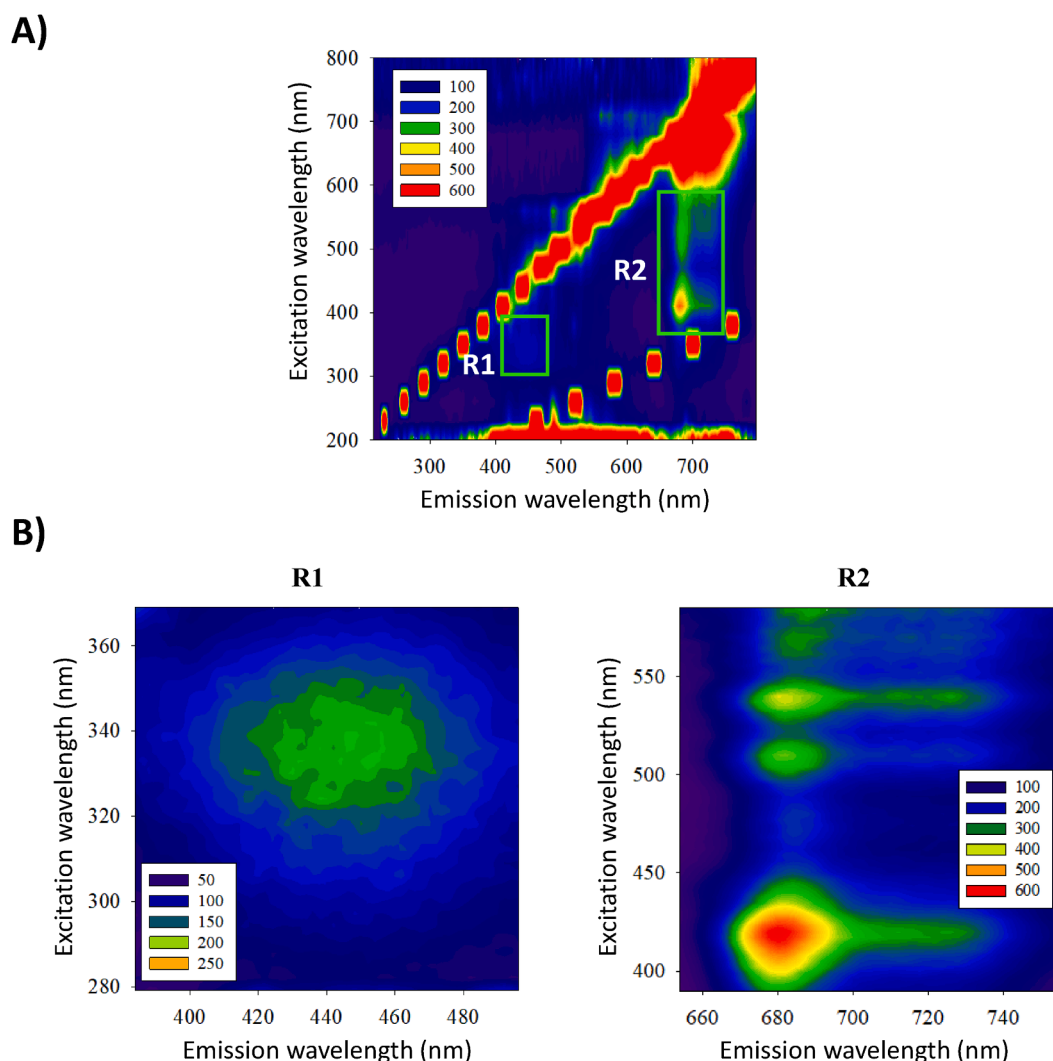 A)
Excitation wavelength (nm)
800
700
600
500
400
300
200
100
200
300
400
500
600
R1
R2
300 400 500 600 700
Emission wavelength (nm)
B)
R1
Excitation wavelength (nm)
360
340
320
300
280
50
100
150
200
250
400 420 440 460 480
Emission wavelength (nm)
R2
Excitation wavelength (nm)
550
500
450
400
100
200
300
400
500
600
660 680 700 720 740
Emission wavelength (nm)